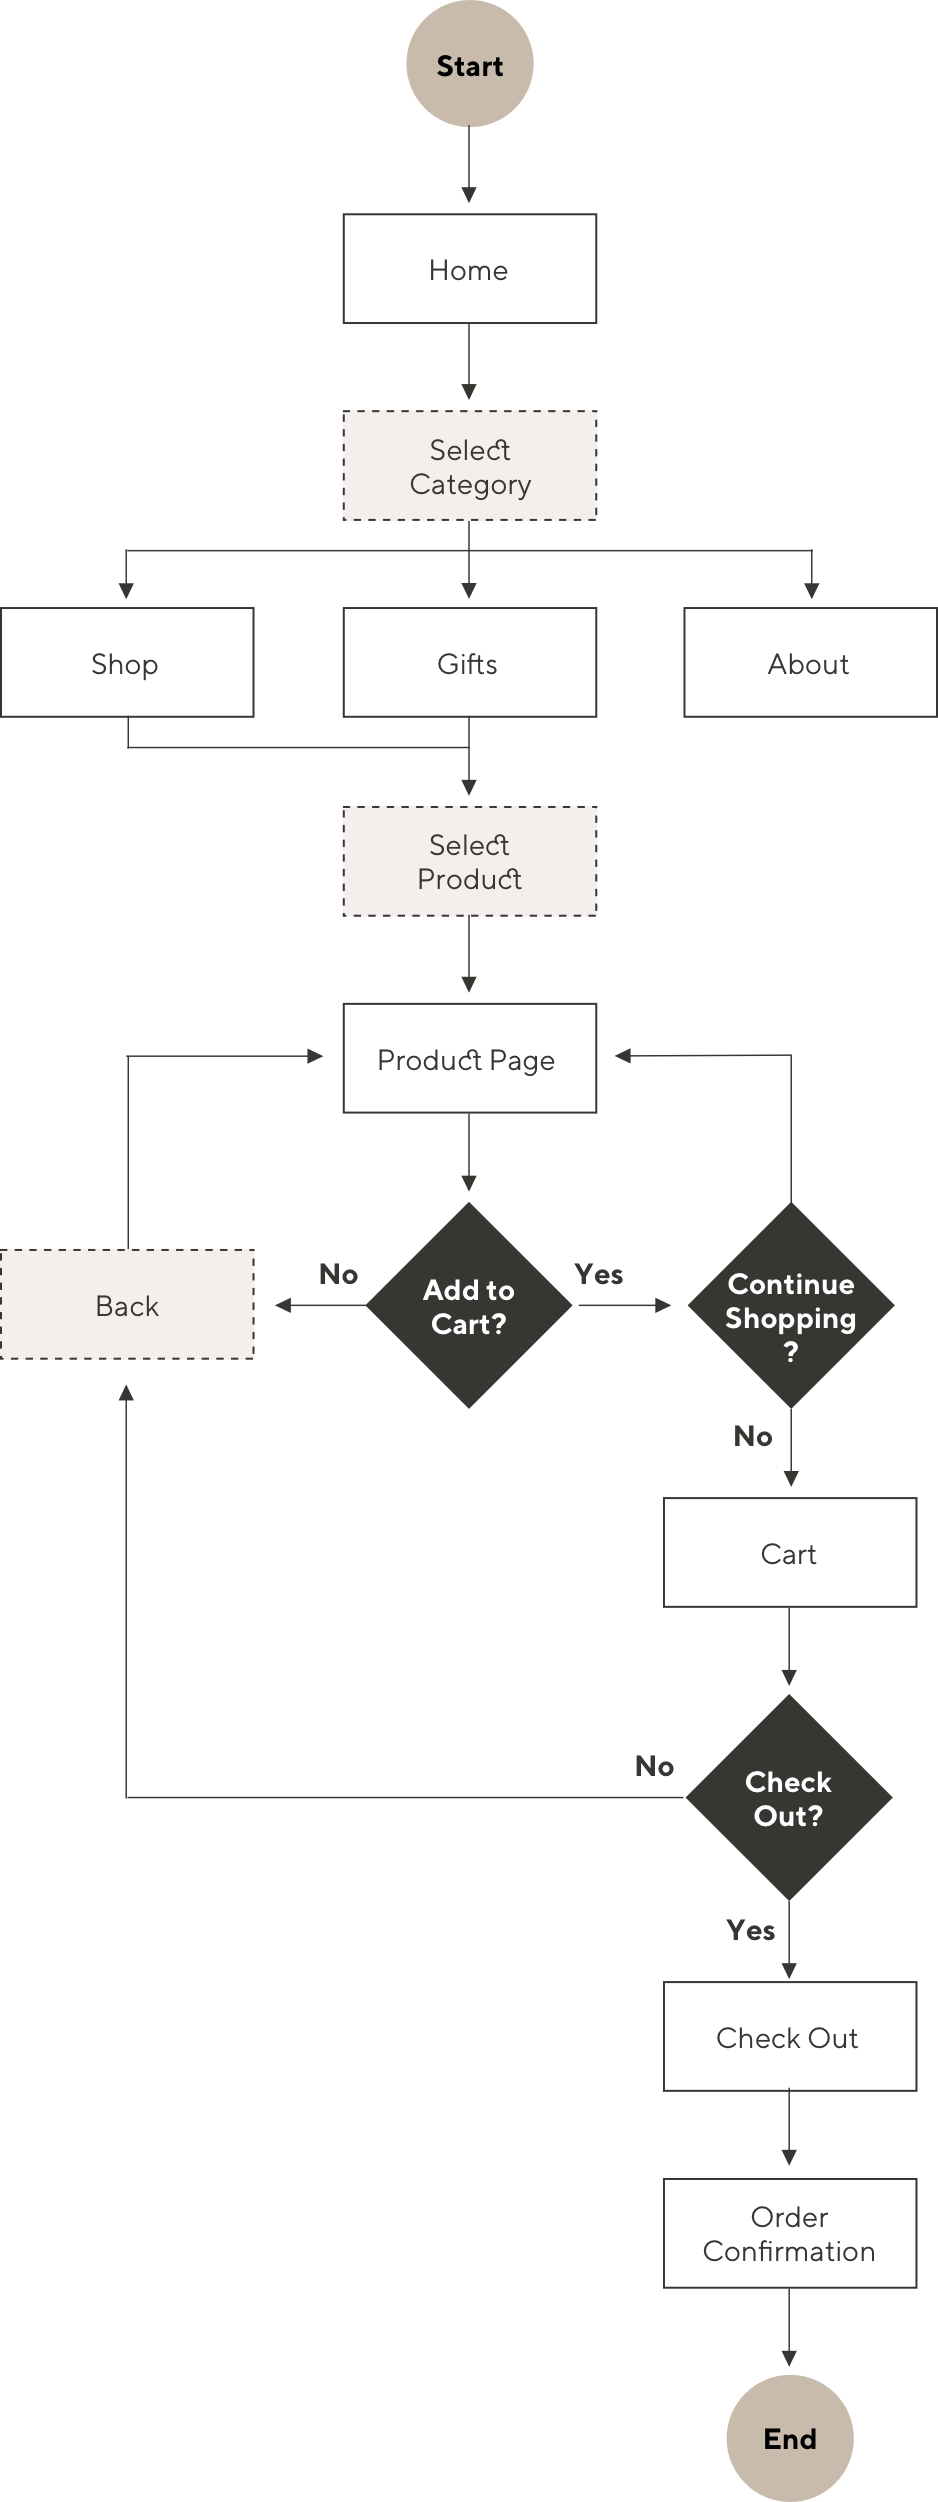 Start
Home
Select
Category
Shop
Gifts
About
Select
Product
Product Page
Back
No
Add to
Cart?
Yes
Continue
Shopping
?
No
Cart
No
Check
Out?
Yes
Check Out
Order
Confirmation
End